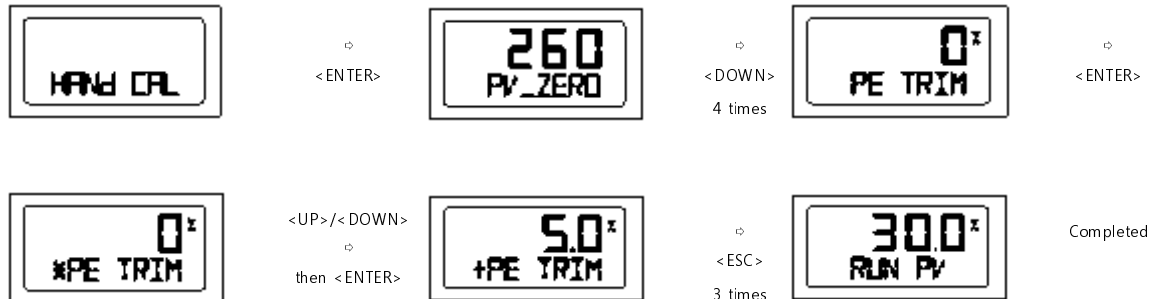 HANd CAL
⇨
<ENTER>
260
PV_ZERO
⇨
<DOWN>
4 times
0%
PE TRIM
⇨
<ENTER>
0%
*PE TRIM
<UP>/<DOWN>
⇨
then <ENTER>
5.0%
+PE TRIM
⇨
<ESC>
3 times
30.0%
RUN PV
Completed